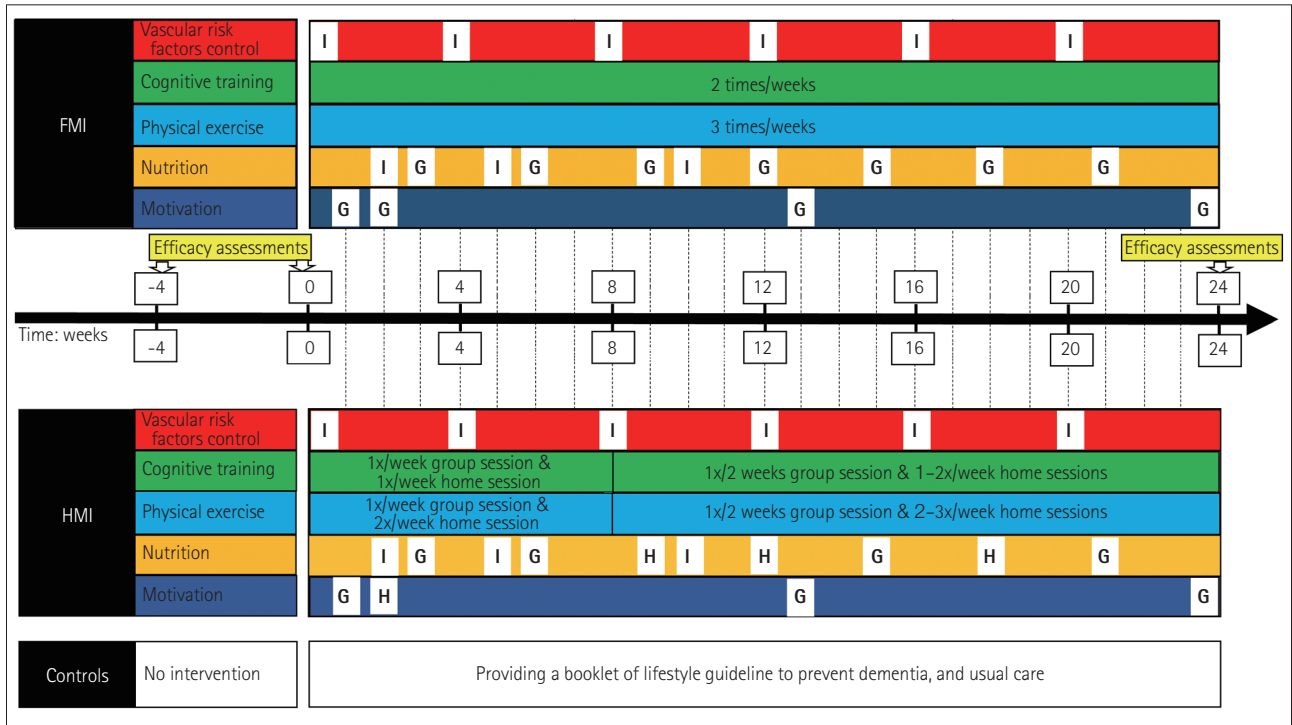 FMI
Vascular risk
factors control
I I I I I I
Cognitive training
2 times/weeks
Physical exercise
3 times/weeks
Nutrition
I G I G G I G G G G
Motivation
G G G G
Efficacy assessments
Efficacy assessments
-4 0 4 8 12 16 20 24
Time: weeks
-4 0 4 8 12 16 20 24
HMI
Vascular risk
factors control
I I I I I I
Cognitive training
1x/week group session &
1x/week home session
1x/2 weeks group session & 1–2x/week home sessions
Physical exercise
1x/week group session &
2x/week home session
1x/2 weeks group session & 2–3x/week home sessions
Nutrition
I G I G H I H G H G
Motivation
G H G G
Controls
No intervention
Providing a booklet of lifestyle guideline to prevent dementia, and usual care